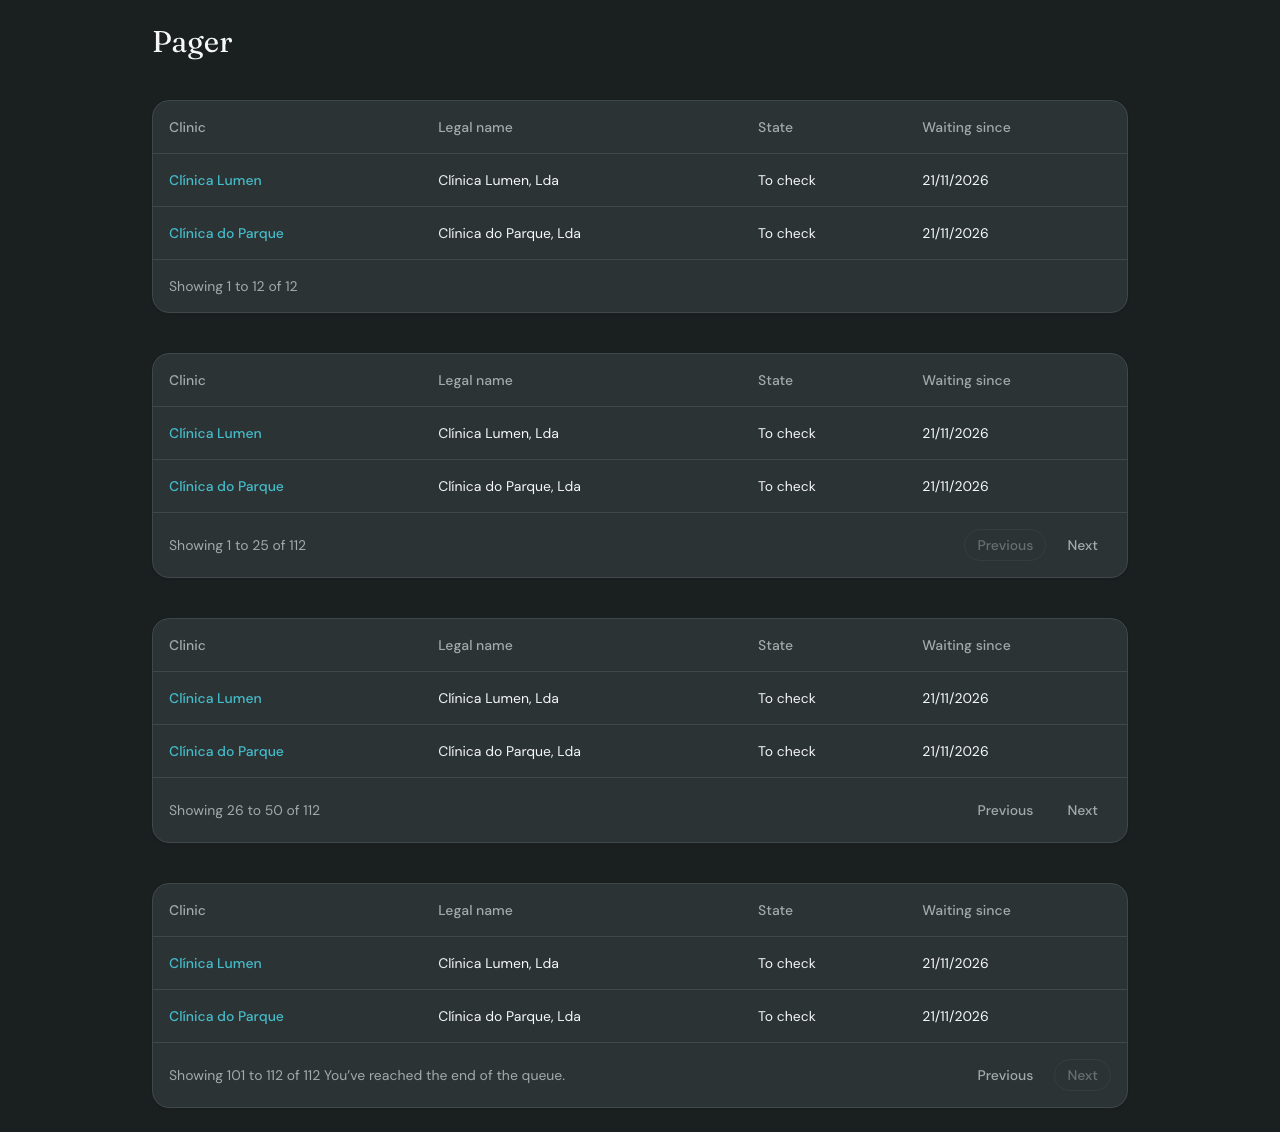 Pager
Clinic Legal name State Waiting since
Clínica Lumen Clínica Lumen, Lda To check 21/11/2026
Clínica do Parque Clínica do Parque, Lda To check 21/11/2026
Showing 1 to 12 of 12
Clinic Legal name State Waiting since
Clínica Lumen Clínica Lumen, Lda To check 21/11/2026
Clínica do Parque Clínica do Parque, Lda To check 21/11/2026
Showing 1 to 25 of 112 Previous Next
Clinic Legal name State Waiting since
Clínica Lumen Clínica Lumen, Lda To check 21/11/2026
Clínica do Parque Clínica do Parque, Lda To check 21/11/2026
Showing 26 to 50 of 112 Previous Next
Clinic Legal name State Waiting since
Clínica Lumen Clínica Lumen, Lda To check 21/11/2026
Clínica do Parque Clínica do Parque, Lda To check 21/11/2026
Showing 101 to 112 of 112 You’ve reached the end of the queue. Previous Next